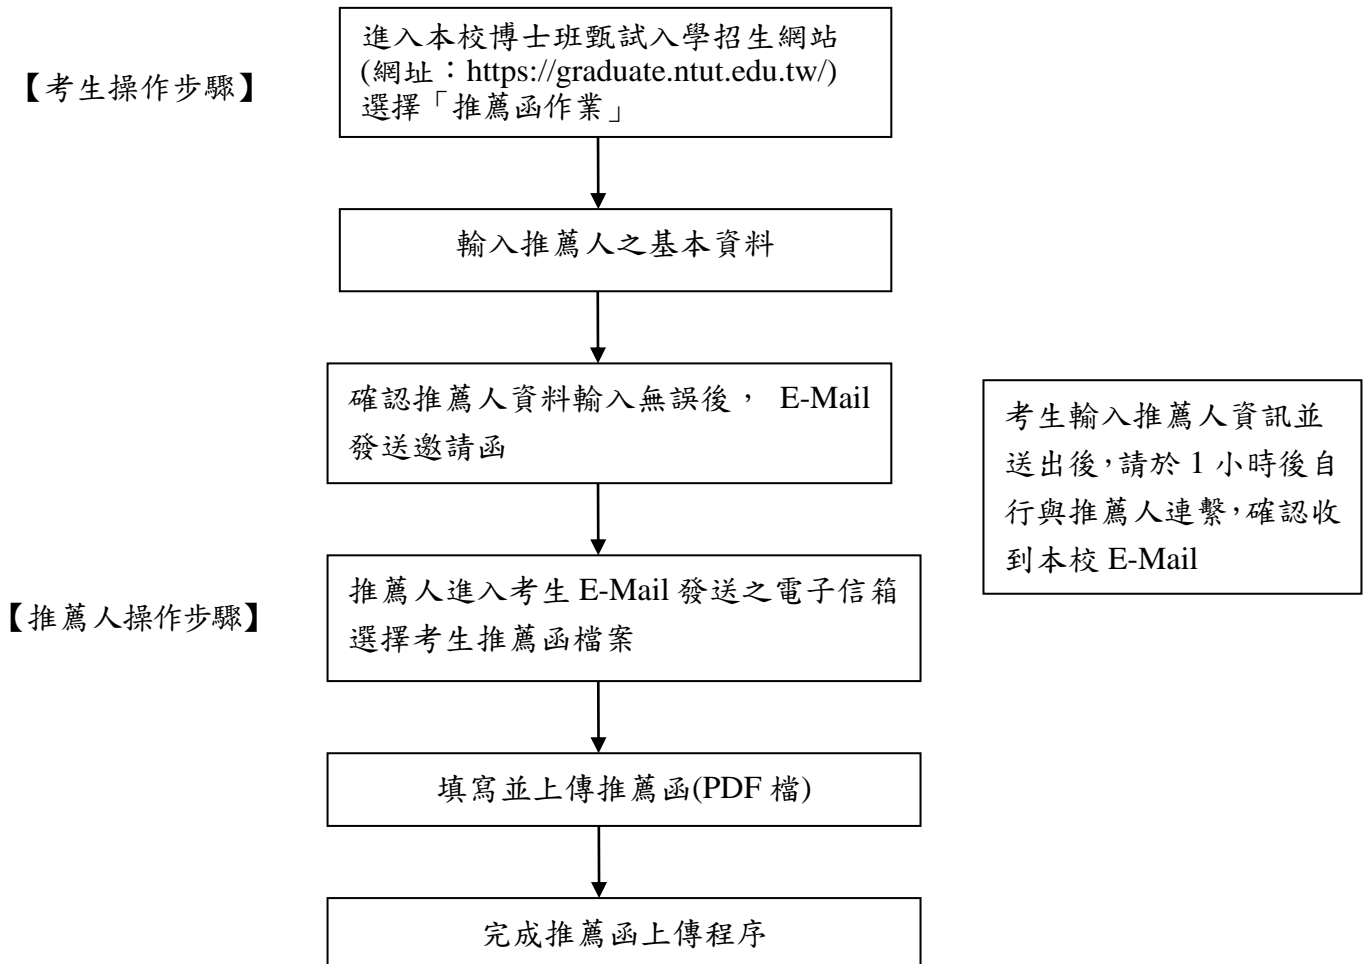 進入本校博士班甄試入學招生網站
(網址：https://graduate.ntut.edu.tw/)
選擇「推薦函作業」
【考生操作步驟】
輸入推薦人之基本資料
確認推薦人資料輸入無誤後， E-Mail
發送邀請函
考生輸入推薦人資訊並
送出後，請於 1 小時後自
行與推薦人連繫，確認收
到本校 E-Mail
【推薦人操作步驟】
推薦人進入考生 E-Mail 發送之電子信箱
選擇考生推薦函檔案
填寫並上傳推薦函(PDF 檔)
完成推薦函上傳程序